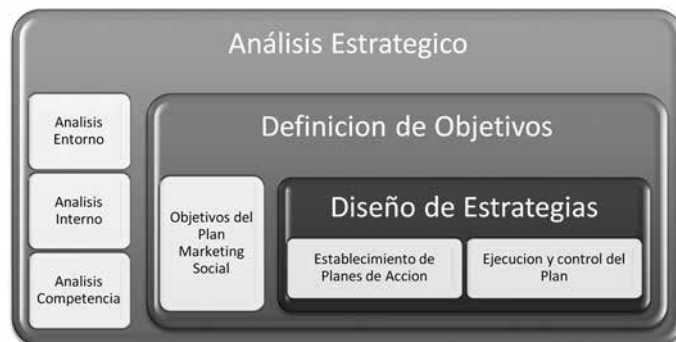 Análisis Estrategico
Analisis
Entorno
Analisis
Interno
Analisis
Competencia
Definicion de Objetivos
Objetivos del
Plan
Marketing
Social
Diseño de Estrategias
Establecimiento de
Planes de Accion
Ejecucion y control del
Plan